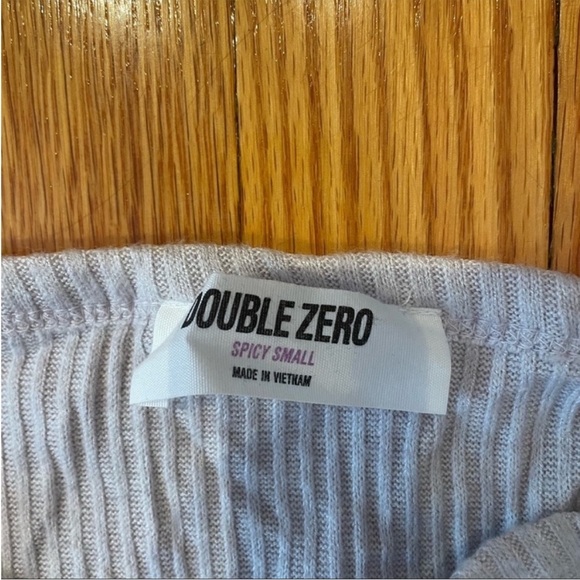 DOUBLE ZERO
SPICY SMALL
MADE IN VIETNAM